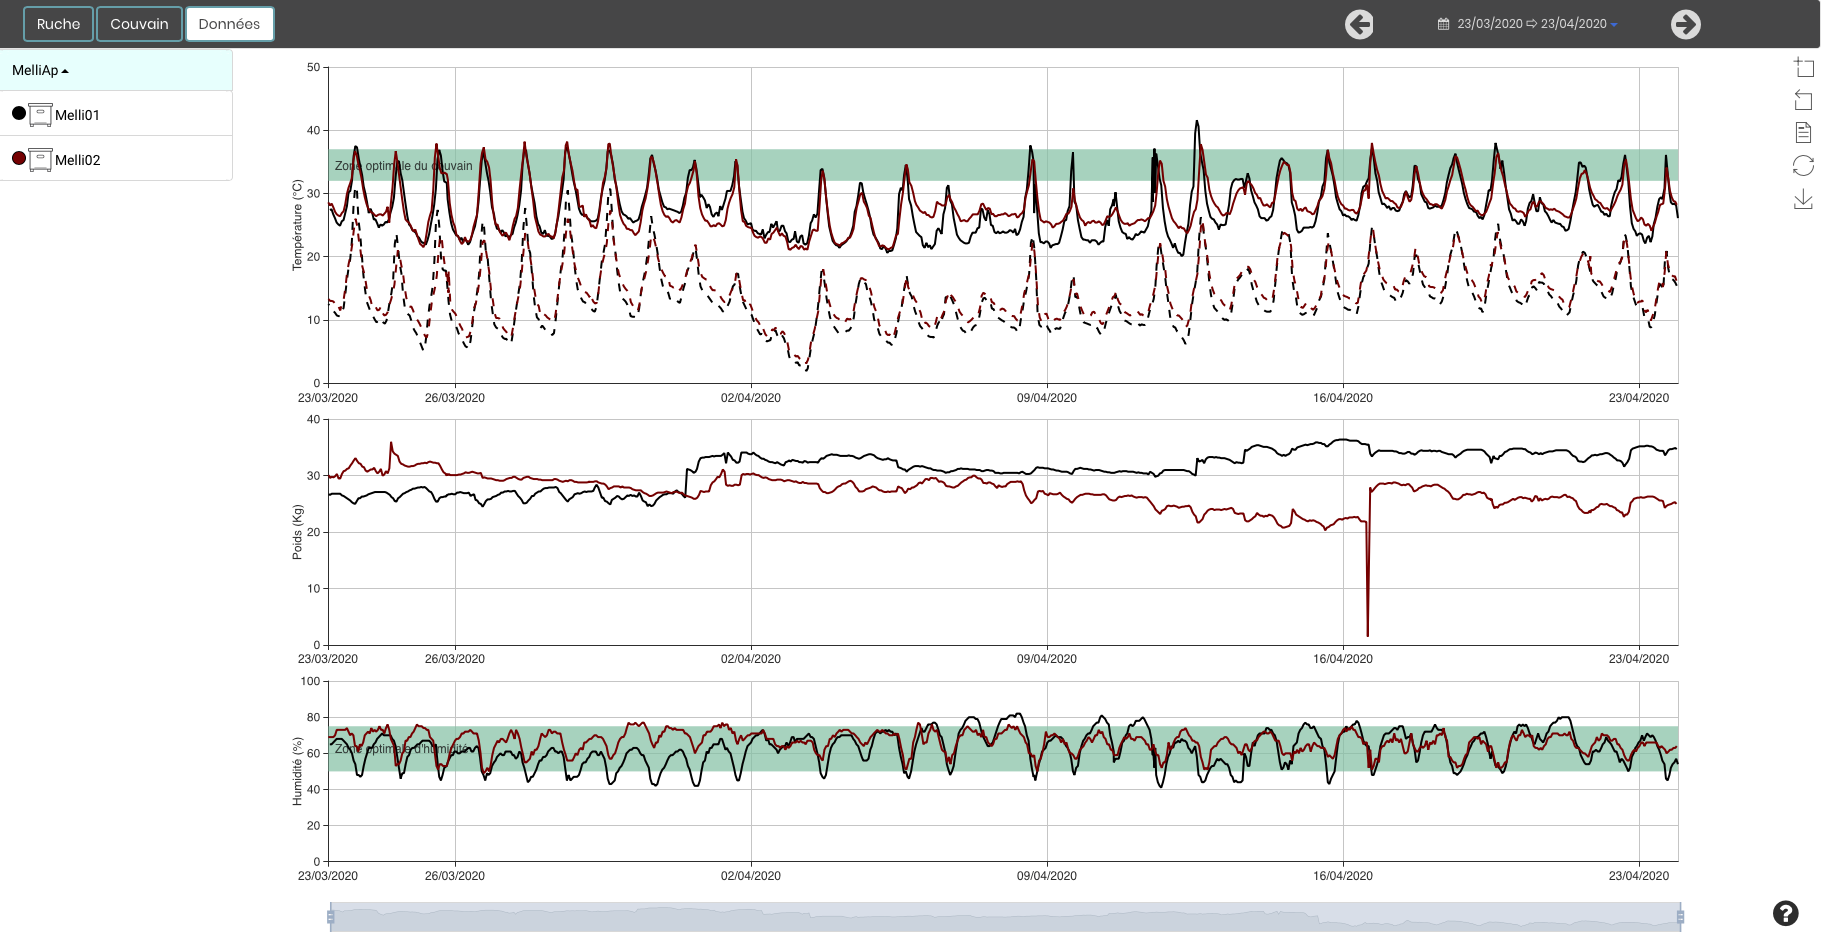 Ruche Couvain Données 23/03/2020 ⇨ 23/04/2020
MelliAp
Melli01
Melli02
Température (°C)
50
40
30
20
10
0
Zone optimale du couvain
23/03/2020 26/03/2020 02/04/2020 09/04/2020 16/04/2020 23/04/2020
Poids (Kg)
40
30
20
10
0
23/03/2020 26/03/2020 02/04/2020 09/04/2020 16/04/2020 23/04/2020
Humidité (%)
100
80
60
40
20
0
Zone optimale d'humidité
23/03/2020 26/03/2020 02/04/2020 09/04/2020 16/04/2020 23/04/2020
?